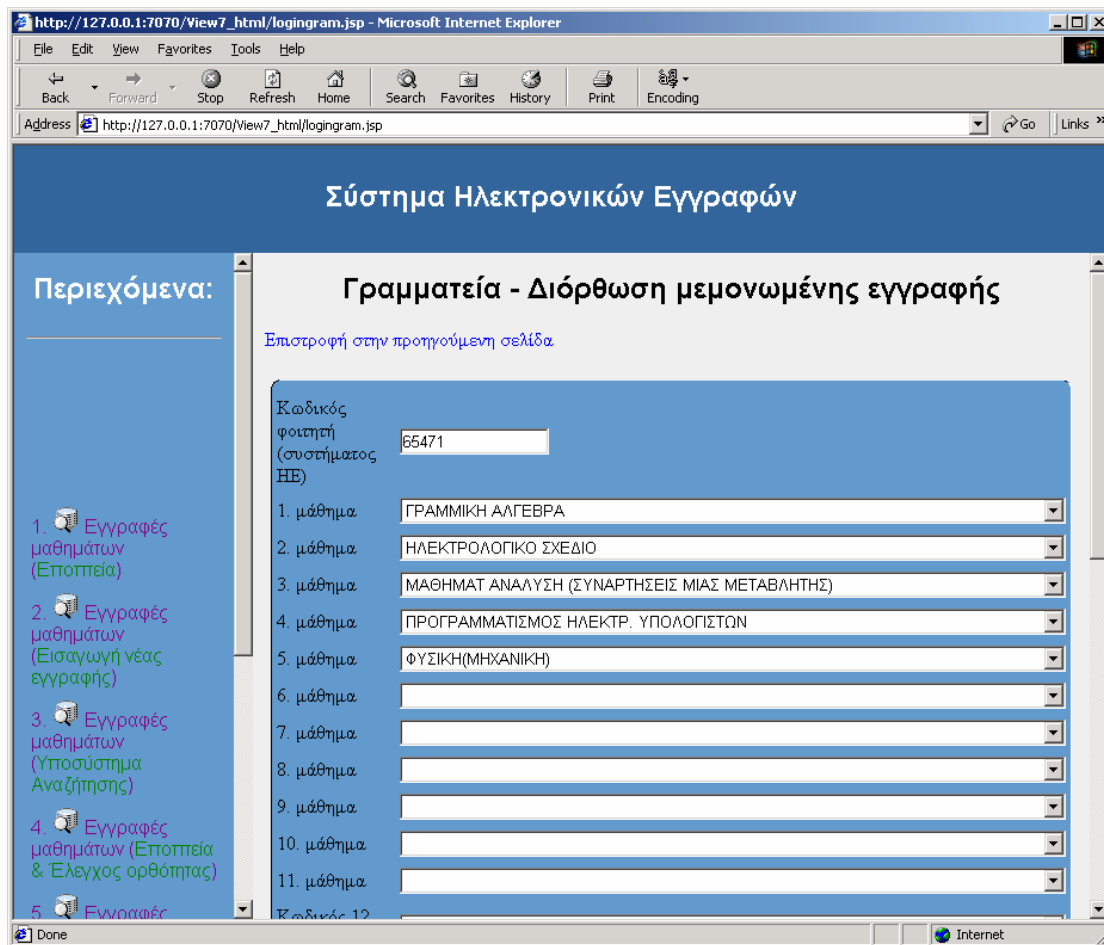 http://127.0.0.1:7070/View7_html/logingram.jsp - Microsoft Internet Explorer
File Edit View Favorites Tools Help
Back Forward Stop Refresh Home Search Favorites History Print Encoding
Address http://127.0.0.1:7070/View7_html/logingram.jsp Go Links »
Σύστημα Ηλεκτρονικών Εγγραφών
Περιεχόμενα:
1. Εγγραφές
μαθημάτων
(Εποπτεία)
2. Εγγραφές
μαθημάτων
(Εισαγωγή νέας
εγγραφής)
3. Εγγραφές
μαθημάτων
(Υποσύστημα
Αναζήτησης)
4. Εγγραφές
μαθημάτων (Εποπτεία
& Έλεγχος ορθότητας)
5. Εγγραφές
Γραμματεία - Διόρθωση μεμονωμένης εγγραφής
Επιστροφή στην προηγούμενη σελίδα
Κωδικός
φοιτητή
(συστήματος
ΗΕ)
65471
1. μάθημα ΓΡΑΜΜΙΚΗ ΑΛΓΕΒΡΑ
2. μάθημα ΗΛΕΚΤΡΟΛΟΓΙΚΟ ΣΧΕΔΙΟ
3. μάθημα ΜΑΘΗΜΑΤ ΑΝΑΛΥΣΗ (ΣΥΝΑΡΤΗΣΕΙΣ ΜΙΑΣ ΜΕΤΑΒΛΗΤΗΣ)
4. μάθημα ΠΡΟΓΡΑΜΜΑΤΙΣΜΟΣ ΗΛΕΚΤΡ. ΥΠΟΛΟΓΙΣΤΩΝ
5. μάθημα ΦΥΣΙΚΗ(ΜΗΧΑΝΙΚΗ)
6. μάθημα
7. μάθημα
8. μάθημα
9. μάθημα
10. μάθημα
11. μάθημα
Κωδικός 12
Done Internet